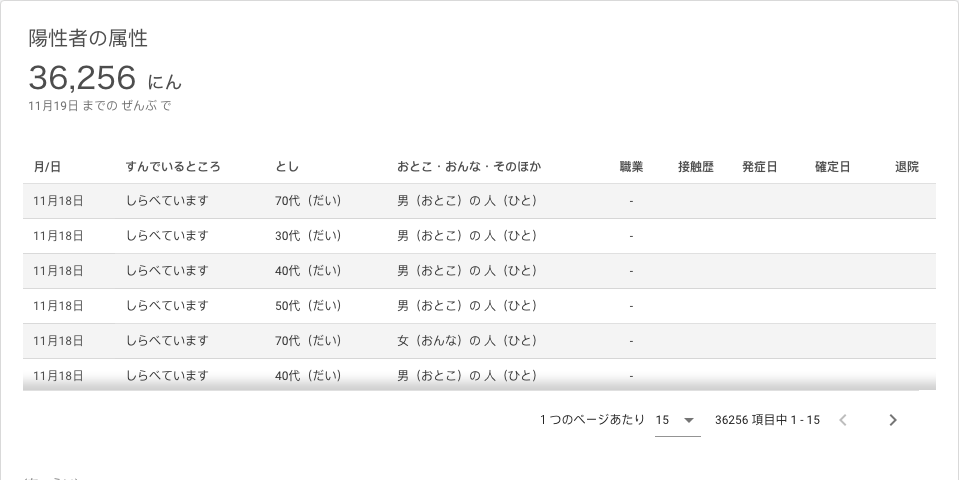 陽性者の属性
36,256 にん
11月19日 までの ぜんぶ で
月/日 すんでいるところ とし おとこ・おんな・そのほか 職業 接触歴 発症日 確定日 退院
11月18日 しらべています 70代（だい） 男（おとこ）の 人（ひと） -
11月18日 しらべています 30代（だい） 男（おとこ）の 人（ひと） -
11月18日 しらべています 40代（だい） 男（おとこ）の 人（ひと） -
11月18日 しらべています 50代（だい） 男（おとこ）の 人（ひと） -
11月18日 しらべています 70代（だい） 女（おんな）の 人（ひと） -
11月18日 しらべています 40代（だい） 男（おとこ）の 人（ひと） -
1 つのページあたり 15 36256 項目中 1 - 15